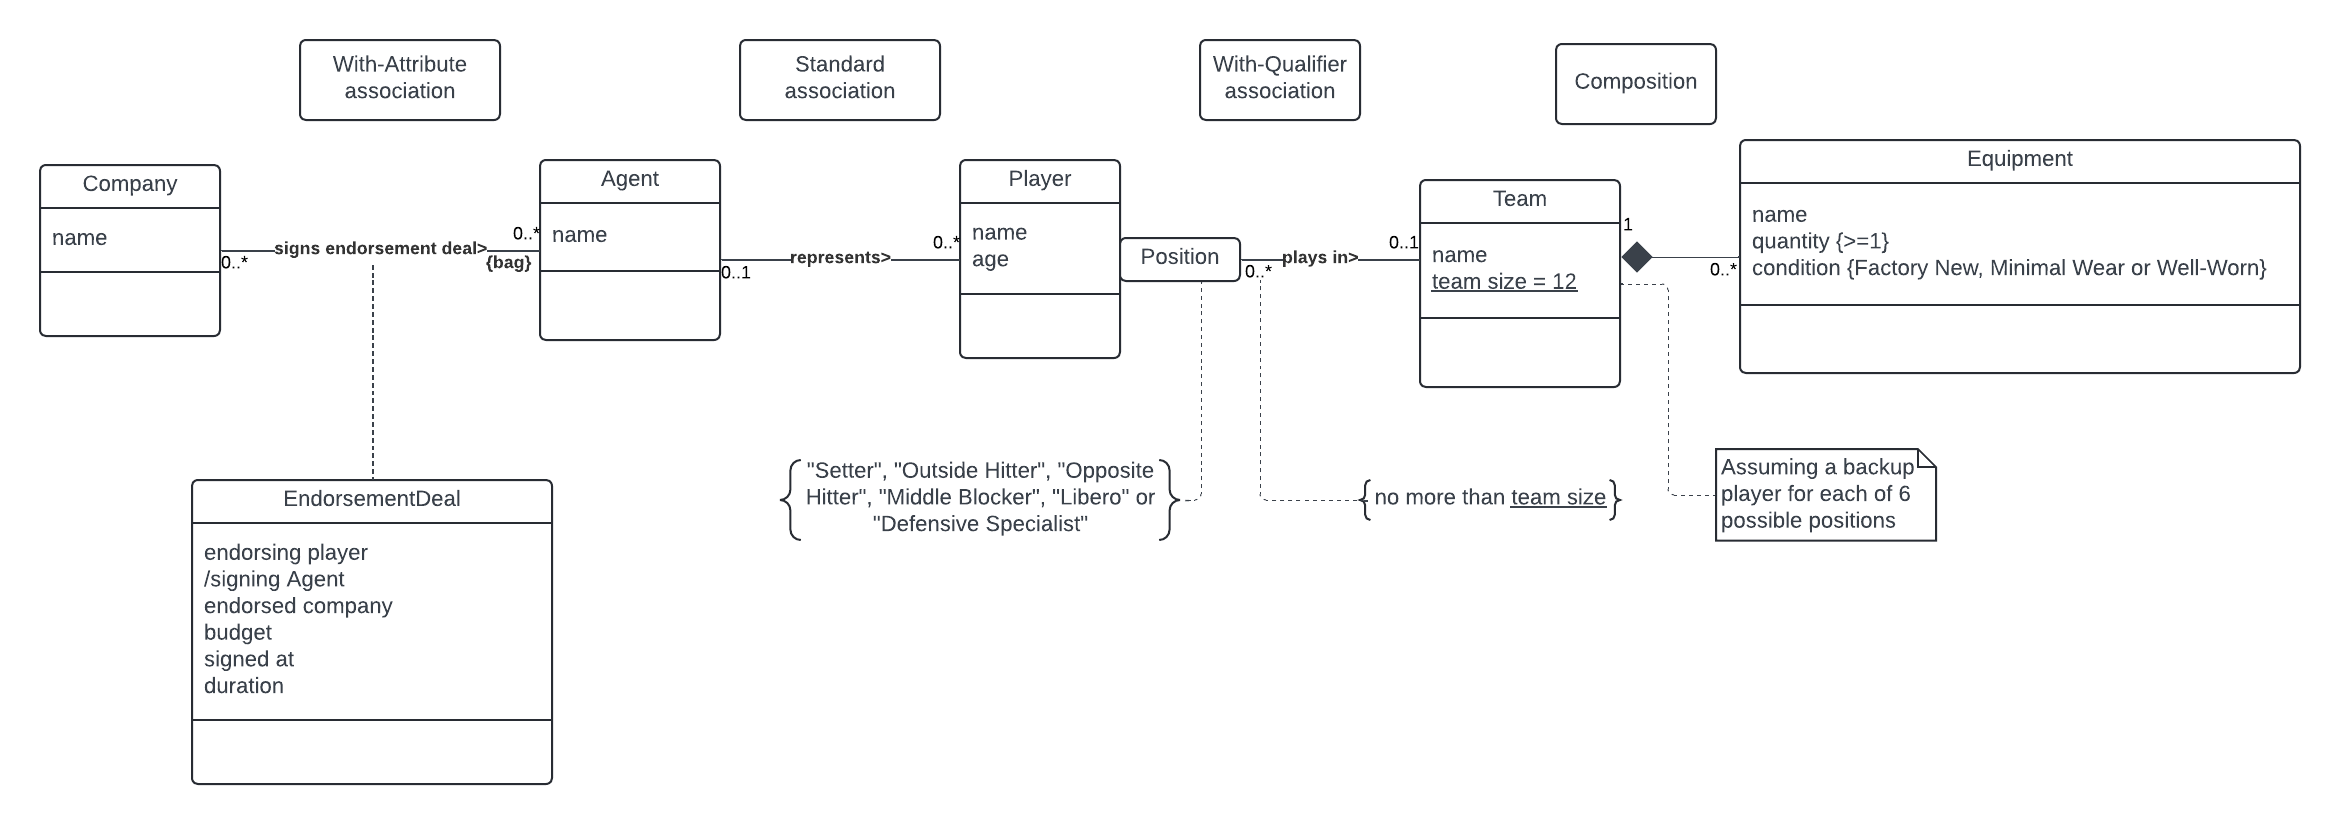 With-Attribute
association
Standard
association
With-Qualifier
association
Composition
Company
name
0..*
signs endorsement deal>
0..*
{bag}
Agent
name
0..1
represents>
0..*
Player
name
age
Position
0..*
plays in>
0..1
Team
name
team size = 12
1
0..*
Equipment
name
quantity {>=1}
condition {Factory New, Minimal Wear or Well-Worn}
EndorsementDeal
endorsing player
/signing Agent
endorsed company
budget
signed at
duration
"Setter", "Outside Hitter", "Opposite
Hitter", "Middle Blocker", "Libero" or
"Defensive Specialist"
no more than team size
Assuming a backup
player for each of 6
possible positions